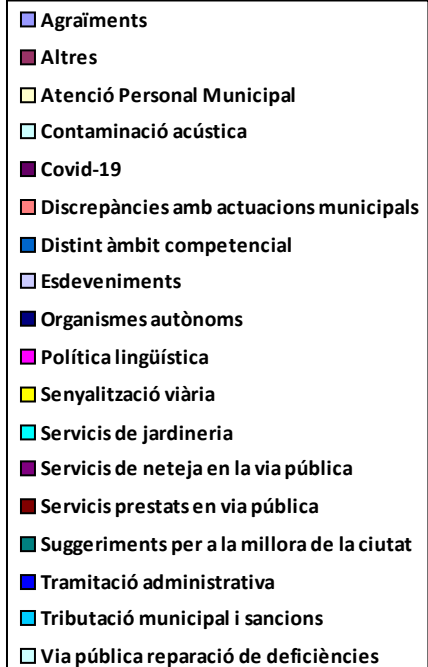 Agraïments
Altres
Atenció Personal Municipal
Contaminació acústica
Covid-19
Discrepàncies amb actuacions municipals
Distint àmbit competencial
Esdeveniments
Organismes autònoms
Política lingüística
Senyalització viària
Servicis de jardineria
Servicis de neteja en la via pública
Servicis prestats en via pública
Suggeriments per a la millora de la ciutat
Tramitació administrativa
Tributació municipal i sancions
Via pública reparació de deficiències